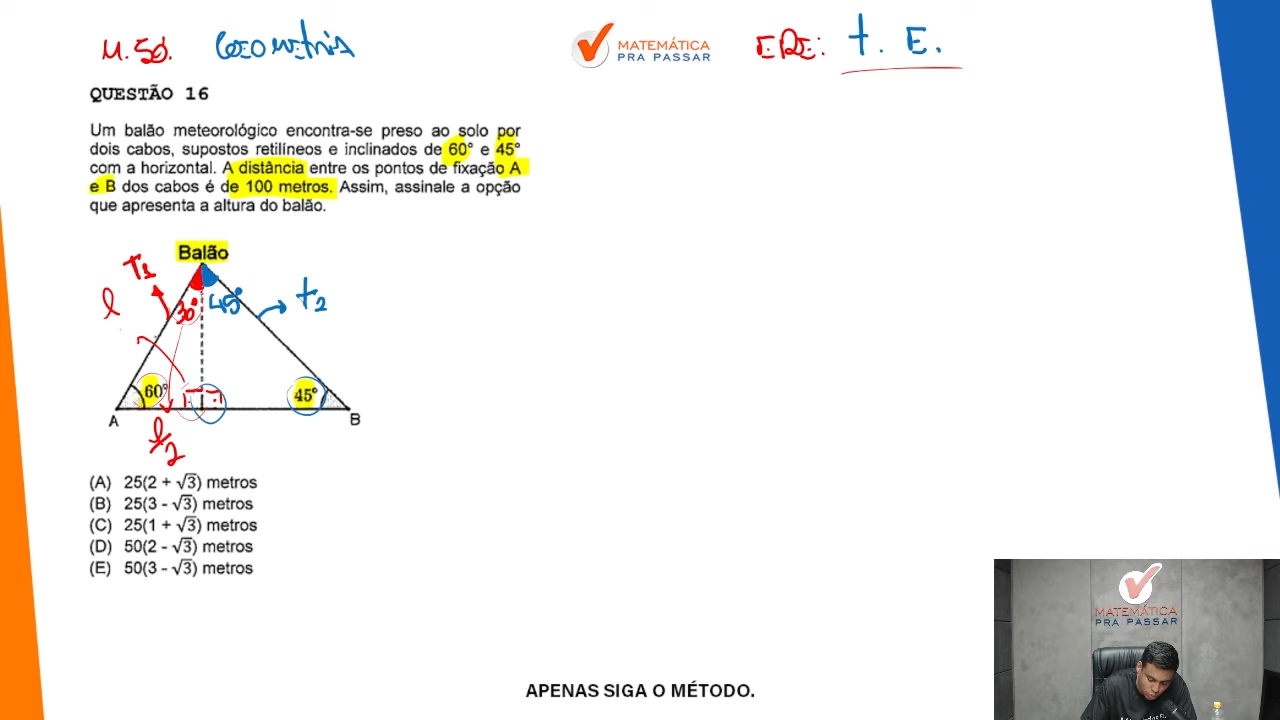 M.SD. GEOMETRIA
MATEMÁTICA
PRA PASSAR
ERE: T. E.
QUESTÃO 16
Um balão meteorológico encontra-se preso ao solo por
dois cabos, supostos retilíneos e inclinados de 60° e 45°
com a horizontal. A distância entre os pontos de fixação A
e B dos cabos é de 100 metros. Assim, assinale a opção
que apresenta a altura do balão.
Balão
T1
l
30°
45°
T2
60°
45°
A
B
l/2
(A) 25(2 + √3) metros
(B) 25(3 - √3) metros
(C) 25(1 + √3) metros
(D) 50(2 - √3) metros
(E) 50(3 - √3) metros
MATEMÁTICA
PRA PASSAR
APENAS SIGA O MÉTODO.